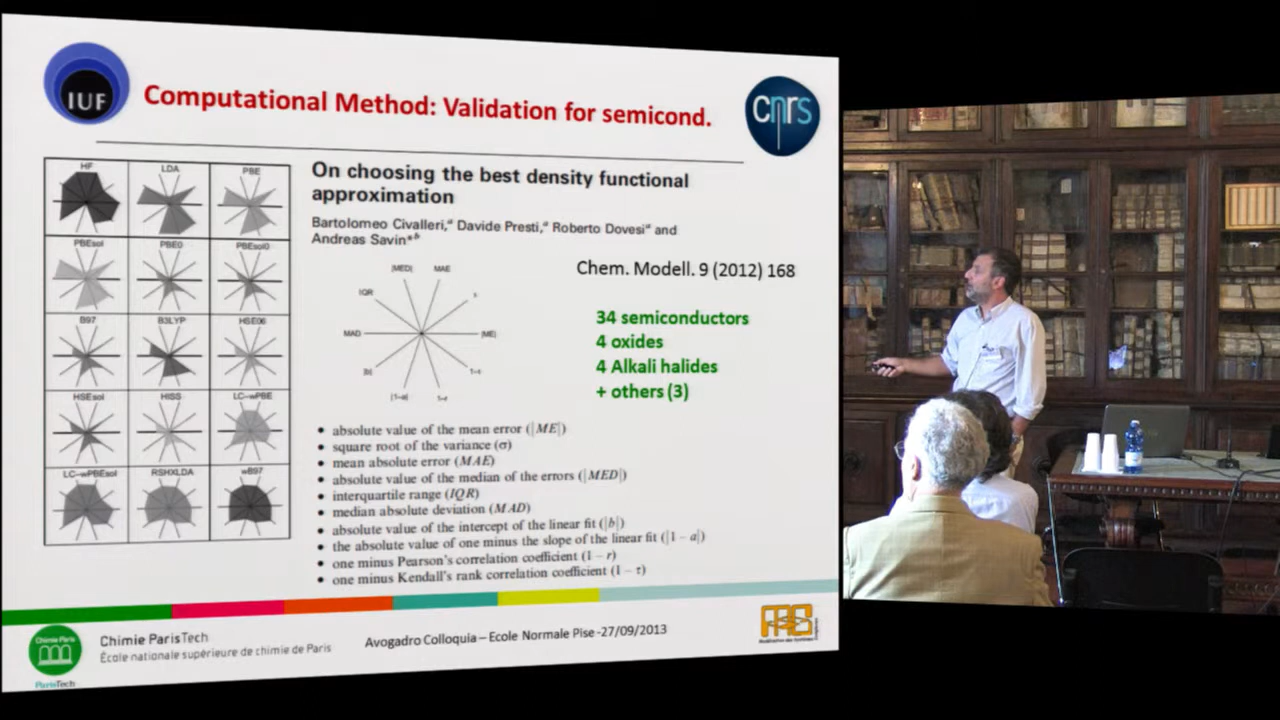 IUF
Computational Method: Validation for semicond.
cnrs
HF LDA PBE
PBEsol PBE0 PBEsol0
B97 B3LYP HSE06
HSEsol HISS LC-wPBE
LC-wPBEsol RSHXLDA wB97
On choosing the best density functional
approximation
Bartolomeo Civalleri,ᵃ Davide Presti,ᵃ Roberto Dovesiᵃ and
Andreas Savin*ᵇ
Chem. Modell. 9 (2012) 168
|MED| MAE
IQR s
MAD |ME|
|b| 1-τ
|1-a| 1-r
34 semiconductors
4 oxides
4 Alkali halides
+ others (3)
• absolute value of the mean error (|ME|)
• square root of the variance (σ)
• mean absolute error (MAE)
• absolute value of the median of the errors (|MED|)
• interquartile range (IQR)
• median absolute deviation (MAD)
• absolute value of the intercept of the linear fit (|b|)
• the absolute value of one minus the slope of the linear fit (|1 - a|)
• one minus Pearson's correlation coefficient (1 - r)
• one minus Kendall's rank correlation coefficient (1 - τ)
Chimie ParisTech
Chimie ParisTech
École nationale supérieure de chimie de Paris
ParisTech
Avogadro Colloquia – Ecole Normale Pise -27/09/2013